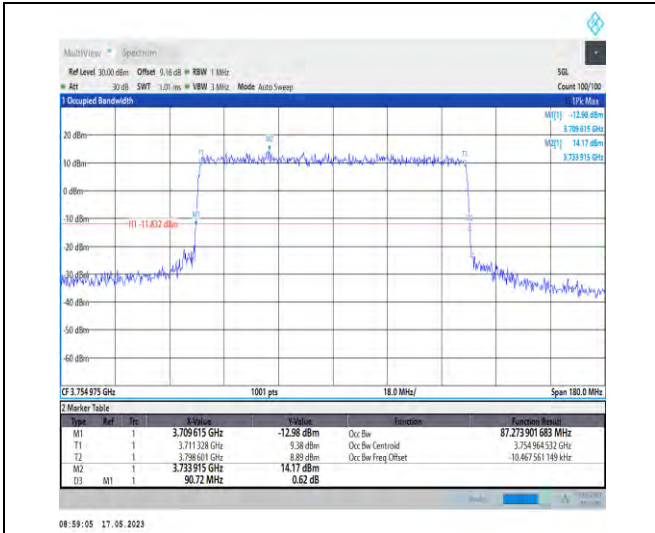 MultiView Spectrum
Ref Level 30.00 dBm Offset 9.16 dB RBW 1 MHz SGL
Att 30 dB SWT 1.01 ms VBW 3 MHz Mode Auto Sweep Count 100/100
1 Occupied Bandwidth 1Pk Max
M1[1] -12.98 dBm
3.709 615 GHz
M2[1] 14.17 dBm
3.733 915 GHz
20 dBm
M2
T1
10 dBm
0 dBm
-10 dBm
M1
H1 -11.832 dBm
-20 dBm
-30 dBm
-40 dBm
-50 dBm
-60 dBm
CF 3.754 975 GHz 1001 pts 18.0 MHz/ Span 180.0 MHz
2 Marker Table
Type Ref Trc X-Value Y-Value Function Function Result
M1 1 3.709 615 GHz -12.98 dBm Occ Bw 87.273 901 683 MHz
T1 1 3.711 328 GHz 9.38 dBm Occ Bw Centroid 3.754 964 532 GHz
T2 1 3.798 601 GHz 8.89 dBm Occ Bw Freq Offset -10.467 561 149 kHz
M2 1 3.733 915 GHz 14.17 dBm
D3 M1 1 90.72 MHz 0.62 dB
08:59:05 17.05.2023